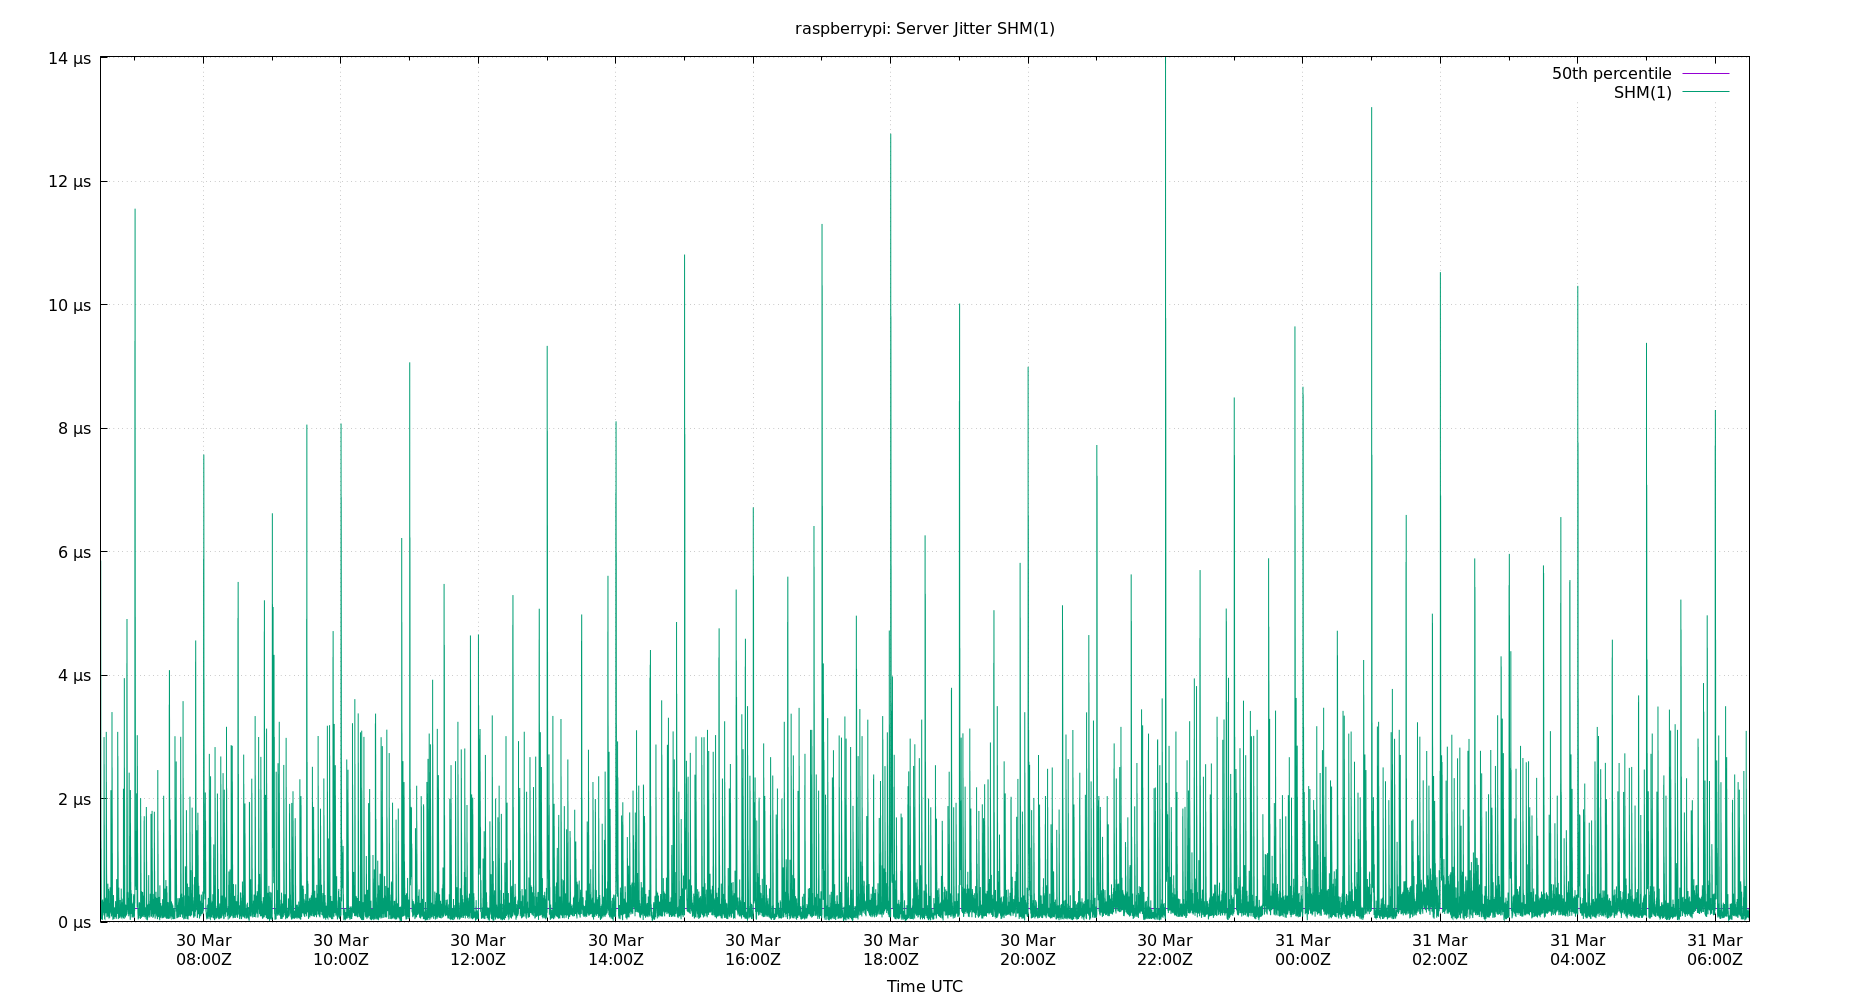 raspberrypi: Server Jitter SHM(1)
14 µs
12 µs
10 µs
8 µs
6 µs
4 µs
2 µs
0 µs
50th percentile
SHM(1)
30 Mar 30 Mar 30 Mar 30 Mar 30 Mar 30 Mar 30 Mar 30 Mar 31 Mar 31 Mar 31 Mar 31 Mar
08:00Z 10:00Z 12:00Z 14:00Z 16:00Z 18:00Z 20:00Z 22:00Z 00:00Z 02:00Z 04:00Z 06:00Z
Time UTC